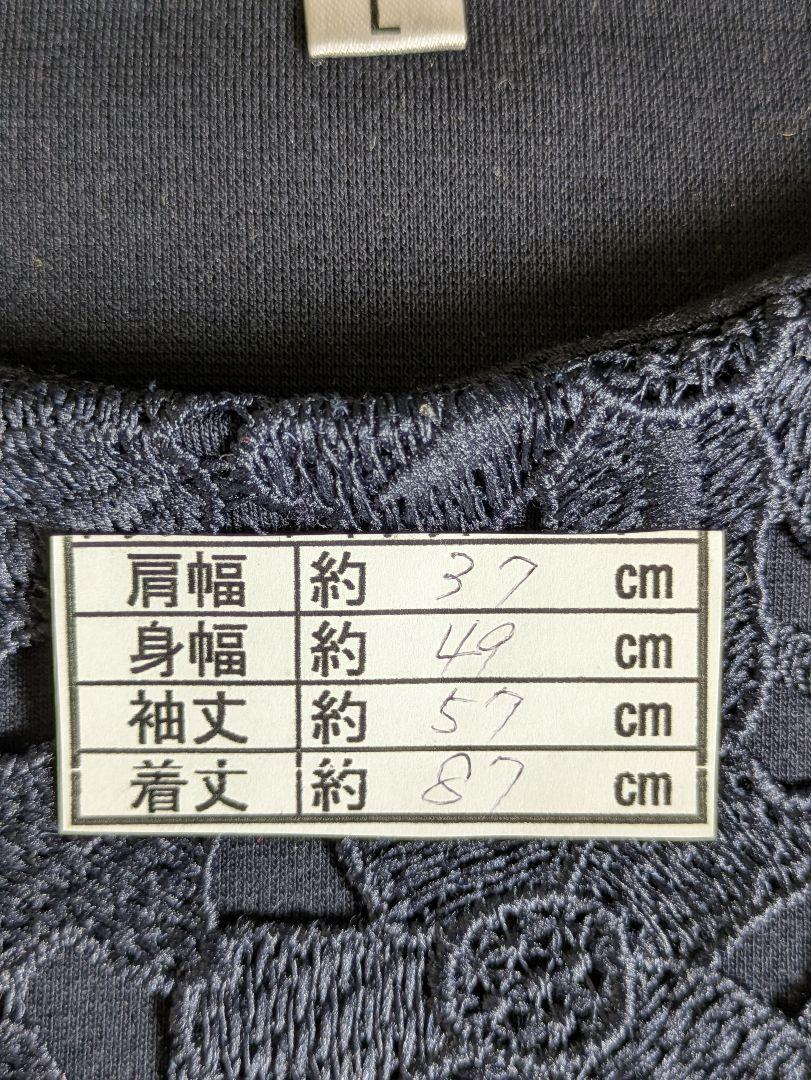 L
肩幅 約 37 cm
身幅 約 49 cm
袖丈 約 57 cm
着丈 約 87 cm